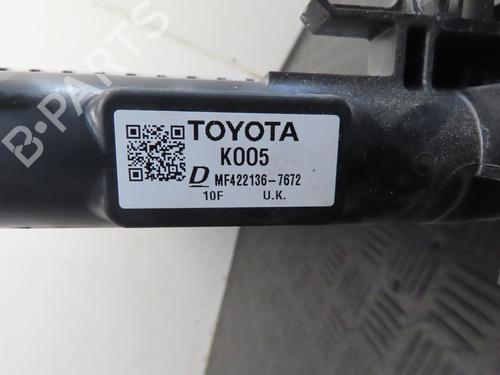 B-PARTS
TOYOTA
K005
D MF422136-7672
10F U.K.